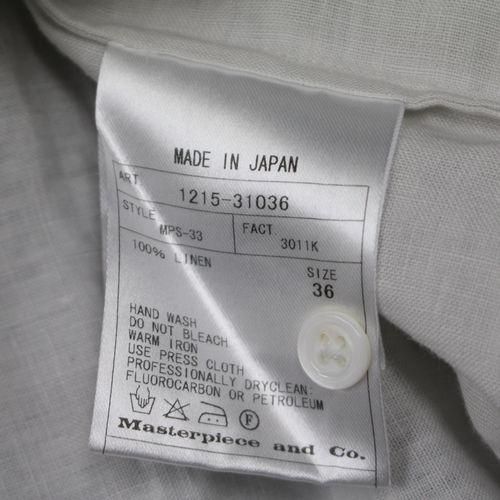 MADE IN JAPAN
ART 1215-31036
STYLE MPS-33 FACT. 3011K
100% LINEN SIZE
36
HAND WASH
DO NOT BLEACH
WARM IRON
USE PRESS CLOTH
PROFESSIONALLY DRYCLEAN:
FLUOROCARBON OR PETROLEUM
F
Masterpiece and Co.